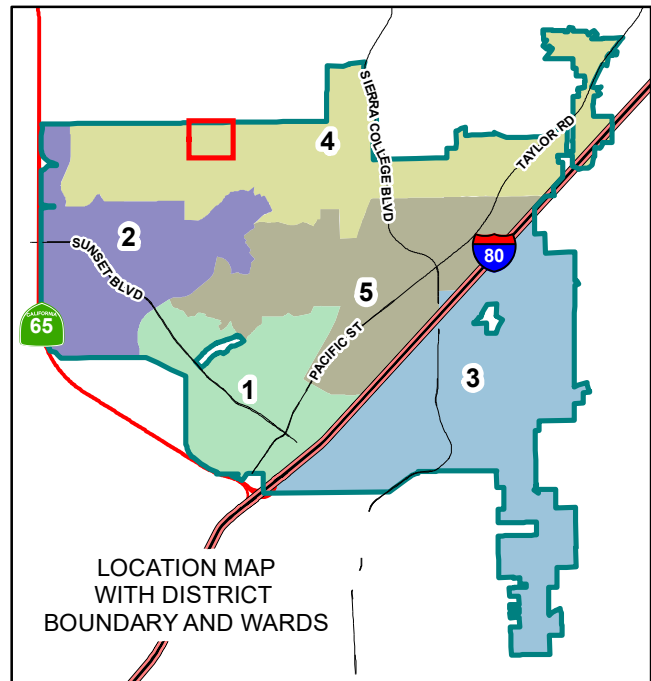 SIERRA COLLEGE BLVD
TAYLOR RD
4
2
SUNSET BLVD
80
5
CALIFORNIA
65
PACIFIC ST
3
1
LOCATION MAP
WITH DISTRICT
BOUNDARY AND WARDS